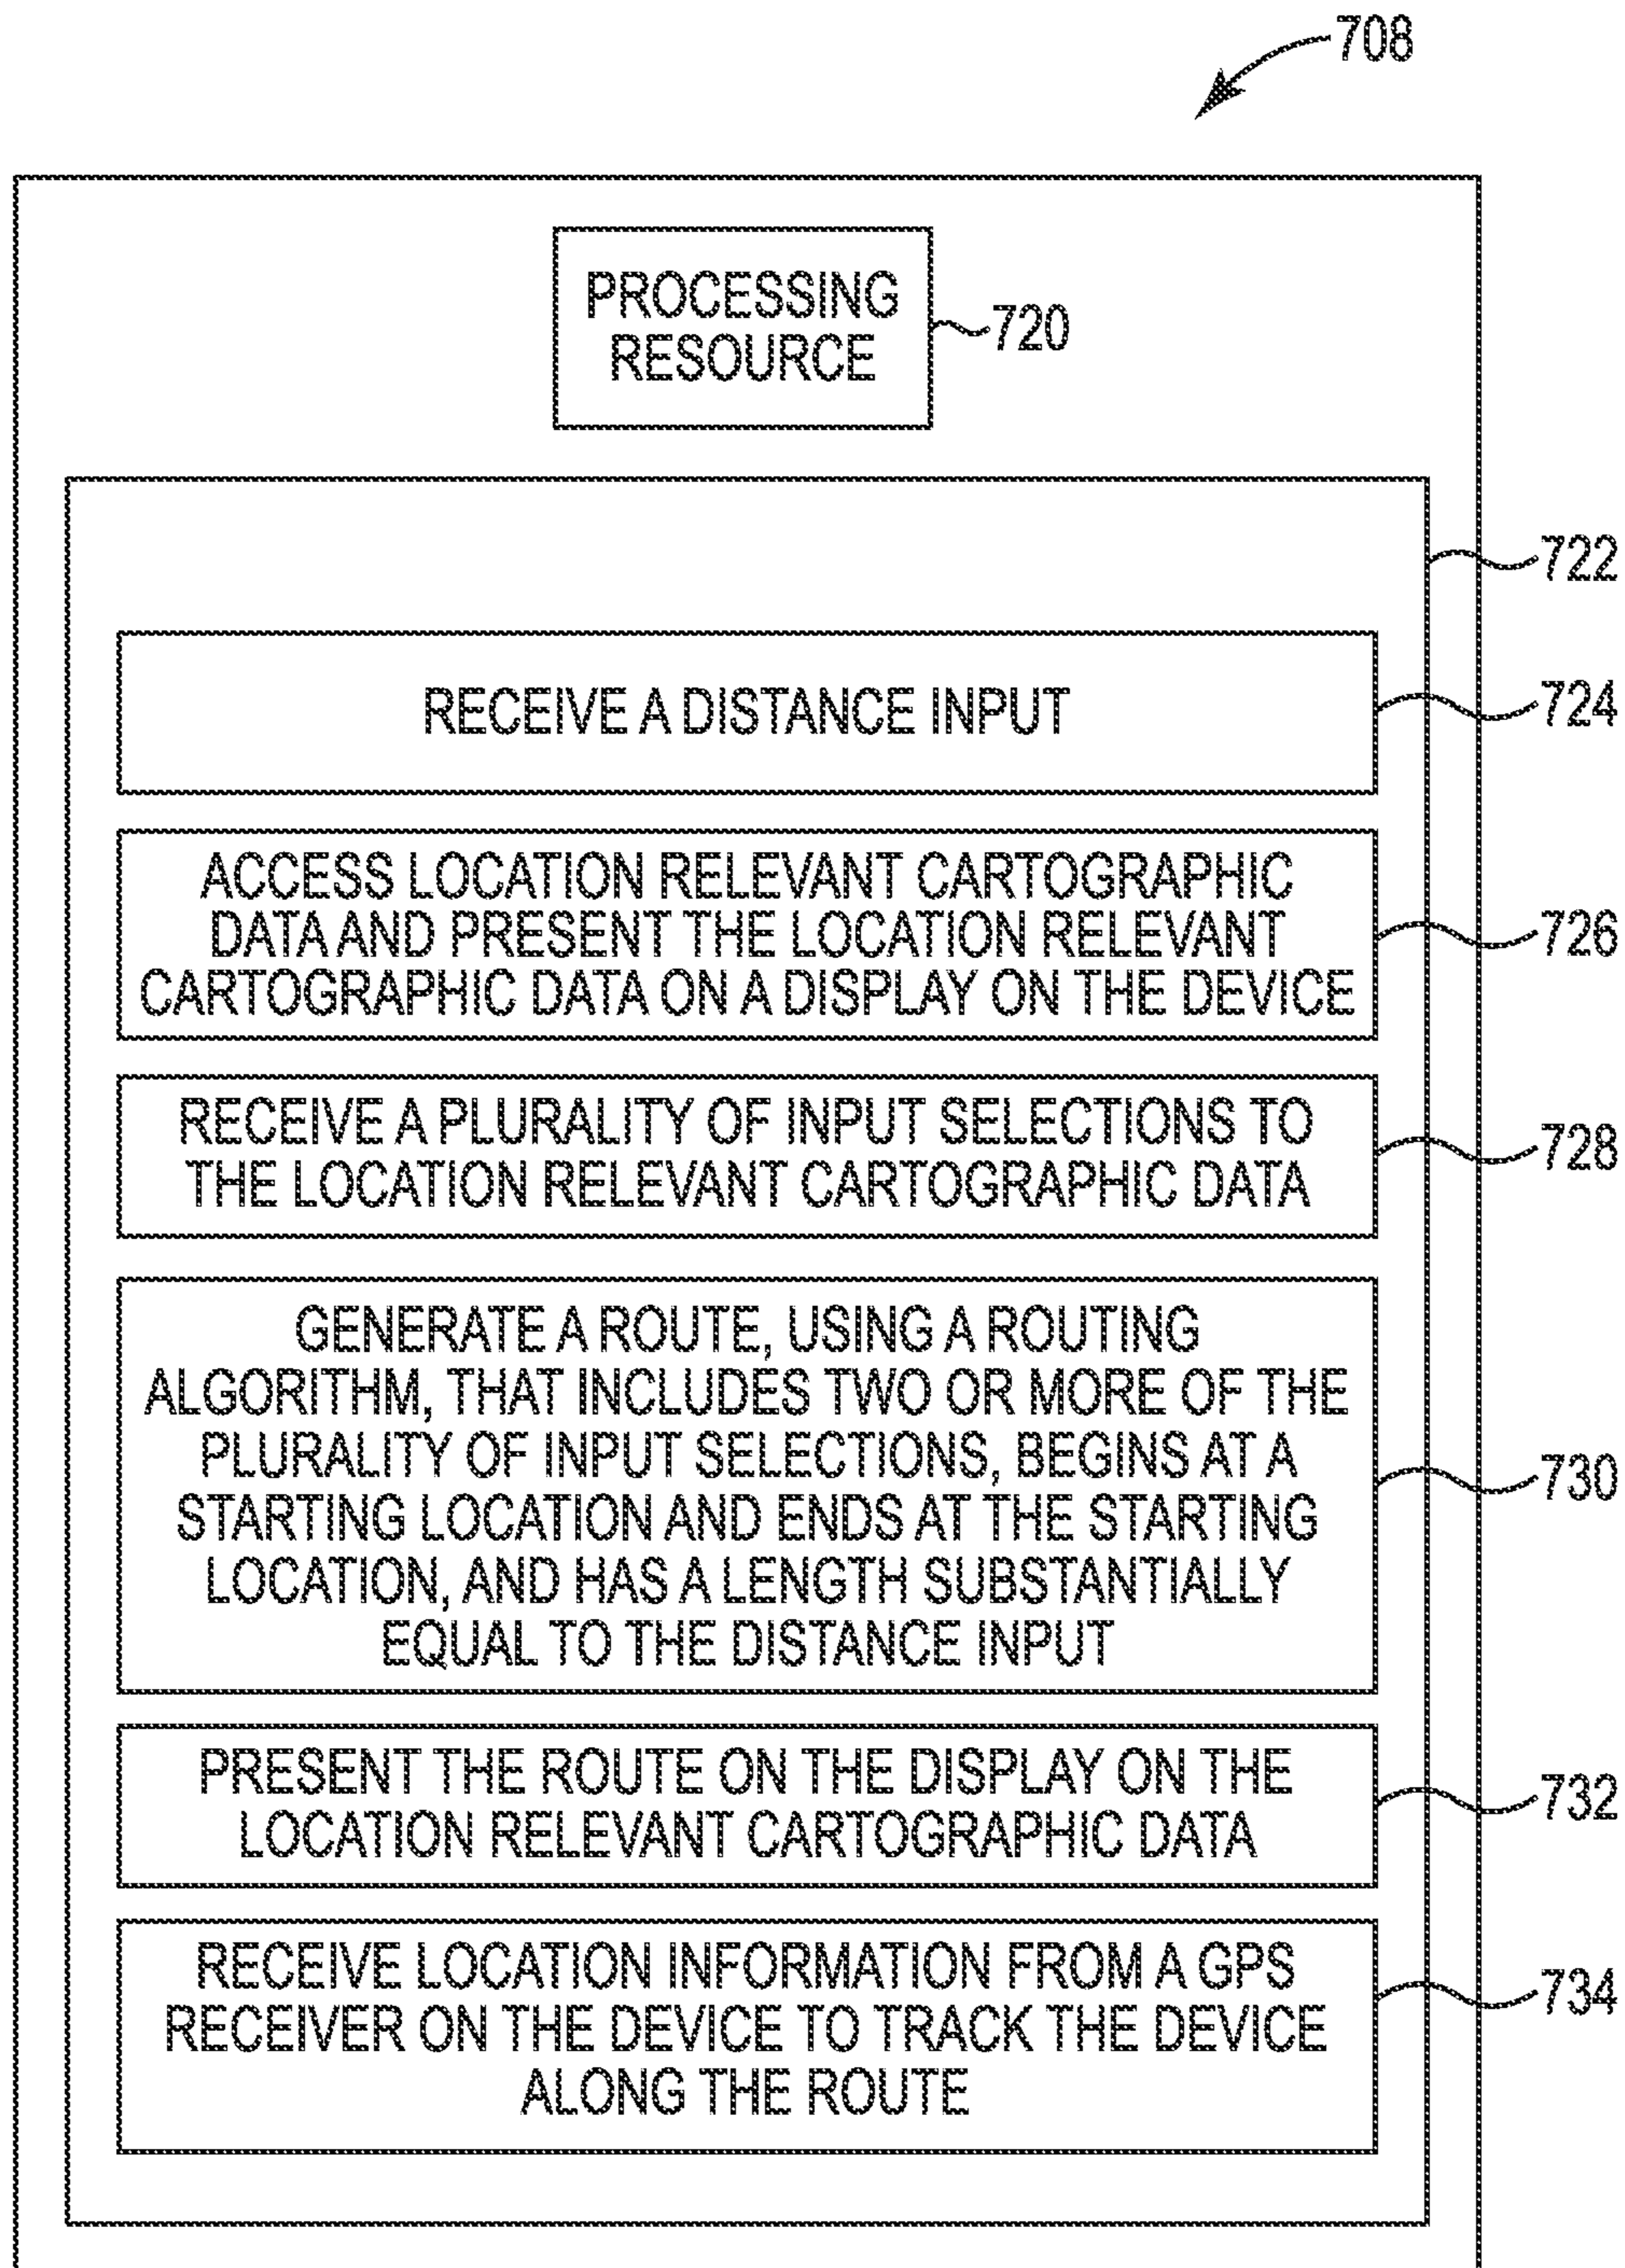 708
PROCESSING
RESOURCE
720
722
RECEIVE A DISTANCE INPUT
724
ACCESS LOCATION RELEVANT CARTOGRAPHIC
DATA AND PRESENT THE LOCATION RELEVANT
CARTOGRAPHIC DATA ON A DISPLAY ON THE DEVICE
726
RECEIVE A PLURALITY OF INPUT SELECTIONS TO
THE LOCATION RELEVANT CARTOGRAPHIC DATA
728
GENERATE A ROUTE, USING A ROUTING
ALGORITHM, THAT INCLUDES TWO OR MORE OF THE
PLURALITY OF INPUT SELECTIONS, BEGINS AT A
STARTING LOCATION AND ENDS AT THE STARTING
LOCATION, AND HAS A LENGTH SUBSTANTIALLY
EQUAL TO THE DISTANCE INPUT
730
PRESENT THE ROUTE ON THE DISPLAY ON THE
LOCATION RELEVANT CARTOGRAPHIC DATA
732
RECEIVE LOCATION INFORMATION FROM A GPS
RECEIVER ON THE DEVICE TO TRACK THE DEVICE
ALONG THE ROUTE
734